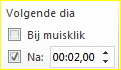 Volgende dia
Bij muisklik
Na: 00:02,00